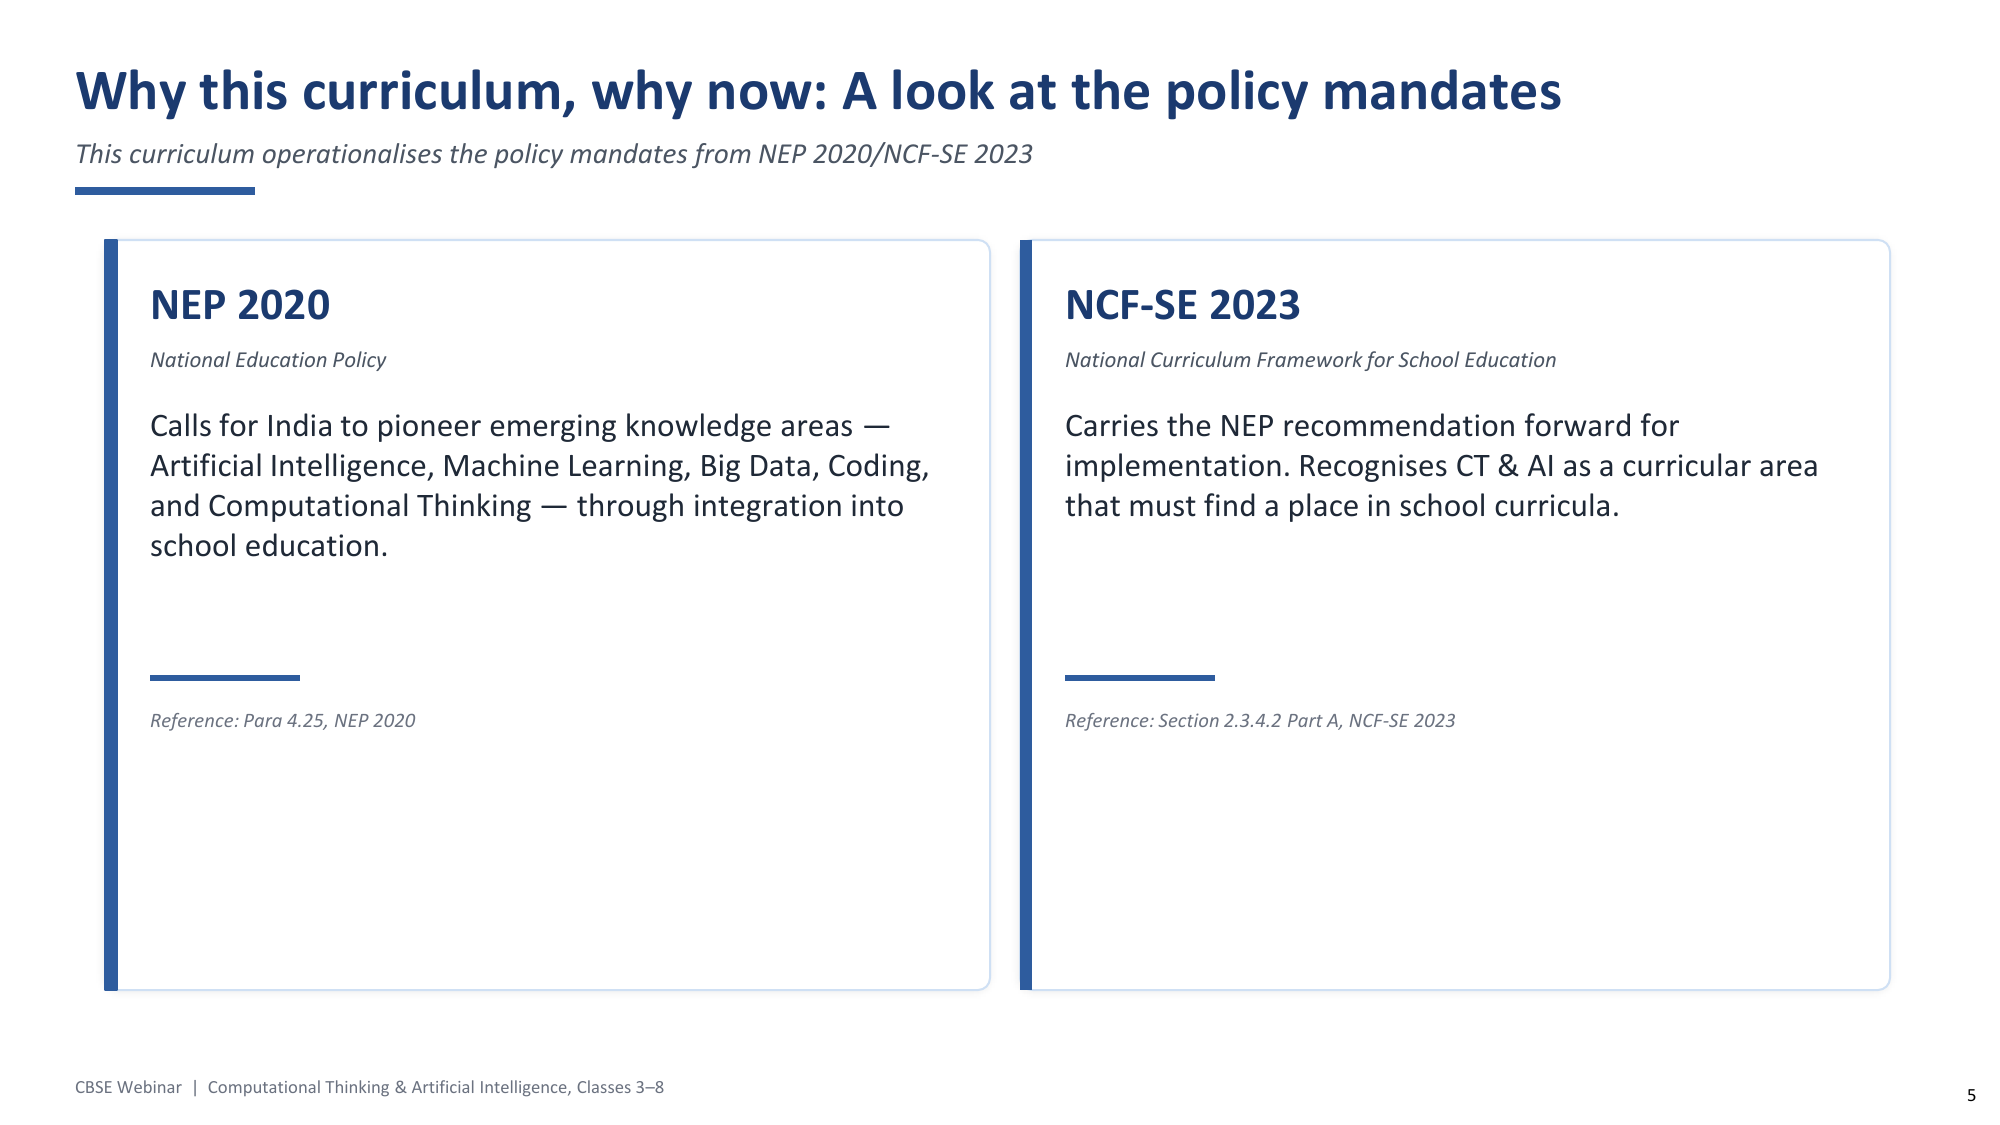 Why this curriculum, why now: A look at the policy mandates
This curriculum operationalises the policy mandates from NEP 2020/NCF-SE 2023
NEP 2020
National Education Policy
Calls for India to pioneer emerging knowledge areas —
Artificial Intelligence, Machine Learning, Big Data, Coding,
and Computational Thinking — through integration into
school education.
Reference: Para 4.25, NEP 2020
NCF-SE 2023
National Curriculum Framework for School Education
Carries the NEP recommendation forward for
implementation. Recognises CT & AI as a curricular area
that must find a place in school curricula.
Reference: Section 2.3.4.2 Part A, NCF-SE 2023
CBSE Webinar | Computational Thinking & Artificial Intelligence, Classes 3–8
5